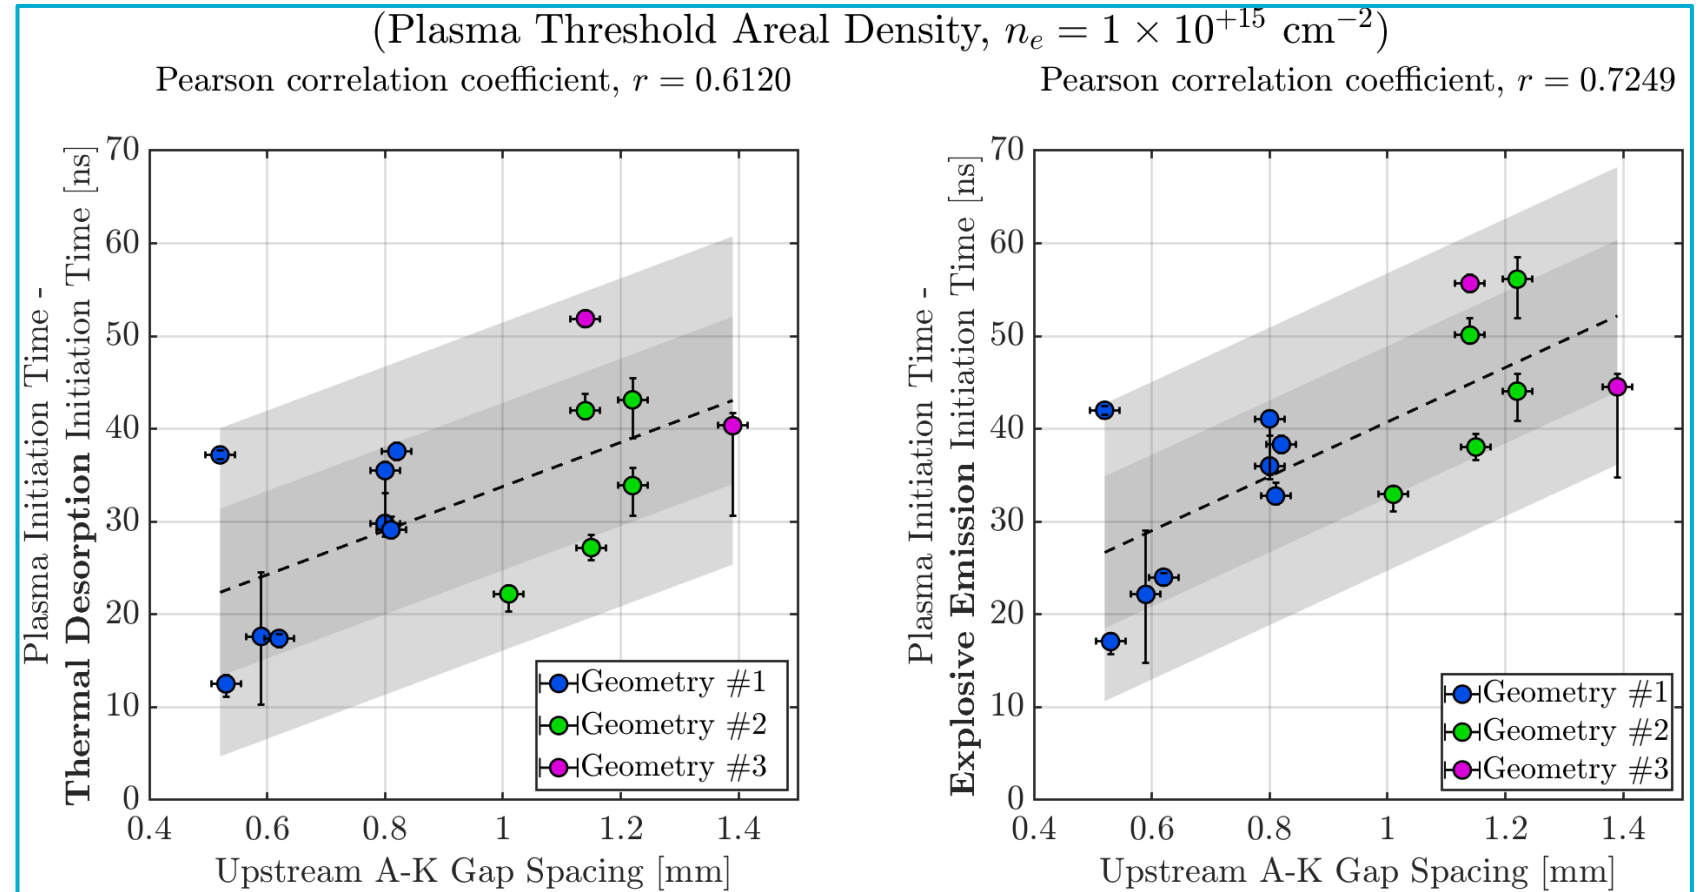 (Plasma Threshold Areal Density, nₑ = 1 × 10⁺¹⁵ cm⁻²)
Pearson correlation coefficient, r = 0.6120
Plasma Initiation Time -
Thermal Desorption Initiation Time [ns]
70
60
50
40
30
20
10
0
0.4 0.6 0.8 1 1.2 1.4
Upstream A-K Gap Spacing [mm]
Geometry #1
Geometry #2
Geometry #3
Pearson correlation coefficient, r = 0.7249
Plasma Initiation Time -
Explosive Emission Initiation Time [ns]
70
60
50
40
30
20
10
0
0.4 0.6 0.8 1 1.2 1.4
Upstream A-K Gap Spacing [mm]
Geometry #1
Geometry #2
Geometry #3